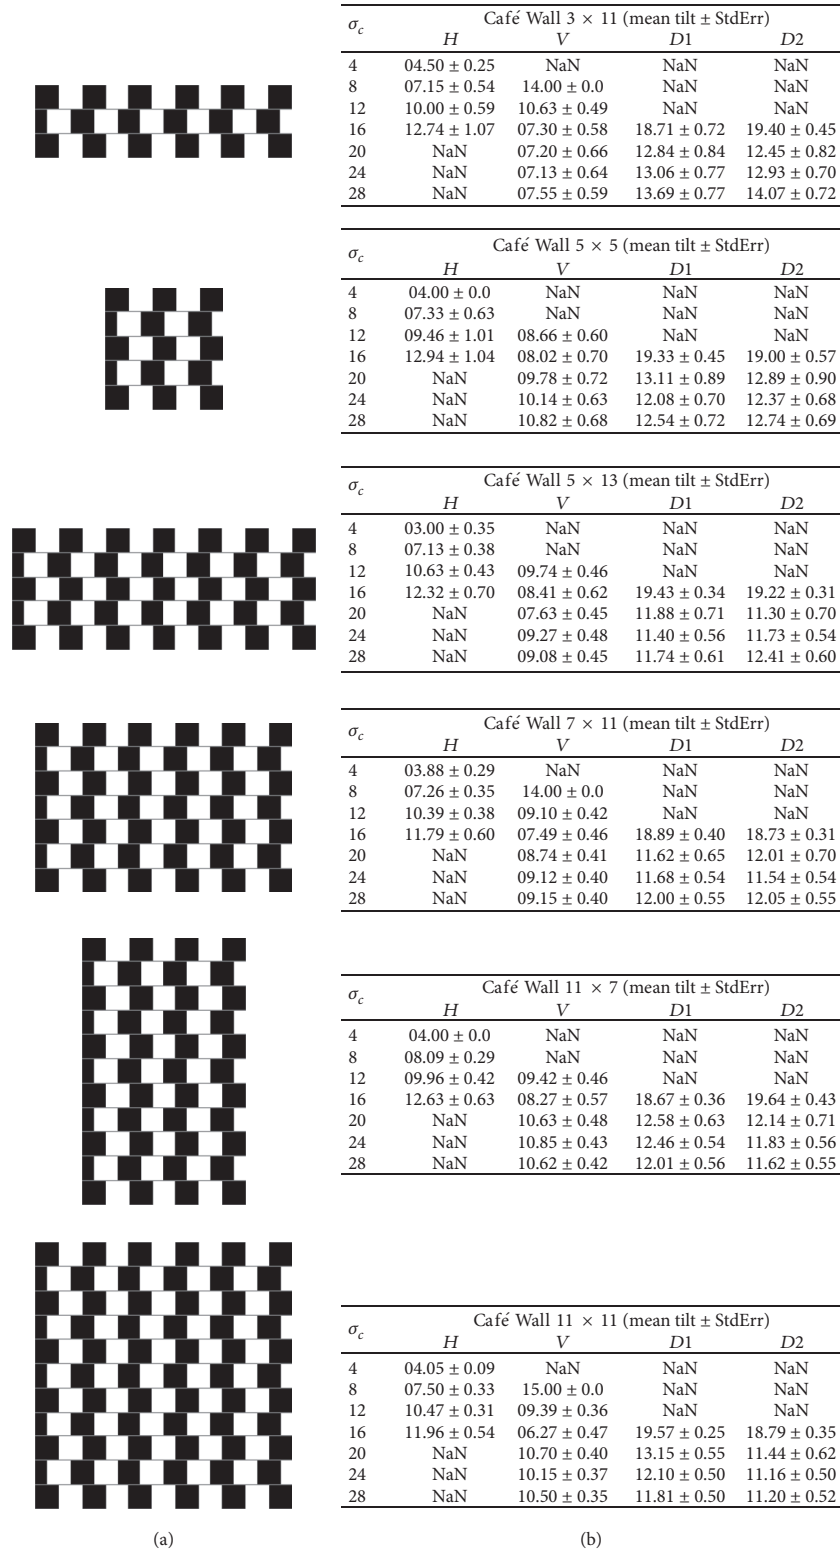 σc Café Wall 3 × 11 (mean tilt ± StdErr)
H V D1 D2
4 04.50 ± 0.25 NaN NaN NaN
8 07.15 ± 0.54 14.00 ± 0.0 NaN NaN
12 10.00 ± 0.59 10.63 ± 0.49 NaN NaN
16 12.74 ± 1.07 07.30 ± 0.58 18.71 ± 0.72 19.40 ± 0.45
20 NaN 07.20 ± 0.66 12.84 ± 0.84 12.45 ± 0.82
24 NaN 07.13 ± 0.64 13.06 ± 0.77 12.93 ± 0.70
28 NaN 07.55 ± 0.59 13.69 ± 0.77 14.07 ± 0.72
σc Café Wall 5 × 5 (mean tilt ± StdErr)
H V D1 D2
4 04.00 ± 0.0 NaN NaN NaN
8 07.33 ± 0.63 NaN NaN NaN
12 09.46 ± 1.01 08.66 ± 0.60 NaN NaN
16 12.94 ± 1.04 08.02 ± 0.70 19.33 ± 0.45 19.00 ± 0.57
20 NaN 09.78 ± 0.72 13.11 ± 0.89 12.89 ± 0.90
24 NaN 10.14 ± 0.63 12.08 ± 0.70 12.37 ± 0.68
28 NaN 10.82 ± 0.68 12.54 ± 0.72 12.74 ± 0.69
σc Café Wall 5 × 13 (mean tilt ± StdErr)
H V D1 D2
4 03.00 ± 0.35 NaN NaN NaN
8 07.13 ± 0.38 NaN NaN NaN
12 10.63 ± 0.43 09.74 ± 0.46 NaN NaN
16 12.32 ± 0.70 08.41 ± 0.62 19.43 ± 0.34 19.22 ± 0.31
20 NaN 07.63 ± 0.45 11.88 ± 0.71 11.30 ± 0.70
24 NaN 09.27 ± 0.48 11.40 ± 0.56 11.73 ± 0.54
28 NaN 09.08 ± 0.45 11.74 ± 0.61 12.41 ± 0.60
σc Café Wall 7 × 11 (mean tilt ± StdErr)
H V D1 D2
4 03.88 ± 0.29 NaN NaN NaN
8 07.26 ± 0.35 14.00 ± 0.0 NaN NaN
12 10.39 ± 0.38 09.10 ± 0.42 NaN NaN
16 11.79 ± 0.60 07.49 ± 0.46 18.89 ± 0.40 18.73 ± 0.31
20 NaN 08.74 ± 0.41 11.62 ± 0.65 12.01 ± 0.70
24 NaN 09.12 ± 0.40 11.68 ± 0.54 11.54 ± 0.54
28 NaN 09.15 ± 0.40 12.00 ± 0.55 12.05 ± 0.55
σc Café Wall 11 × 7 (mean tilt ± StdErr)
H V D1 D2
4 04.00 ± 0.0 NaN NaN NaN
8 08.09 ± 0.29 NaN NaN NaN
12 09.96 ± 0.42 09.42 ± 0.46 NaN NaN
16 12.63 ± 0.63 08.27 ± 0.57 18.67 ± 0.36 19.64 ± 0.43
20 NaN 10.63 ± 0.48 12.58 ± 0.63 12.14 ± 0.71
24 NaN 10.85 ± 0.43 12.46 ± 0.54 11.83 ± 0.56
28 NaN 10.62 ± 0.42 12.01 ± 0.56 11.62 ± 0.55
σc Café Wall 11 × 11 (mean tilt ± StdErr)
H V D1 D2
4 04.05 ± 0.09 NaN NaN NaN
8 07.50 ± 0.33 15.00 ± 0.0 NaN NaN
12 10.47 ± 0.31 09.39 ± 0.36 NaN NaN
16 11.96 ± 0.54 06.27 ± 0.47 19.57 ± 0.25 18.79 ± 0.35
20 NaN 10.70 ± 0.40 13.15 ± 0.55 11.44 ± 0.62
24 NaN 10.15 ± 0.37 12.10 ± 0.50 11.16 ± 0.50
28 NaN 10.50 ± 0.35 11.81 ± 0.50 11.20 ± 0.52
(a) (b)